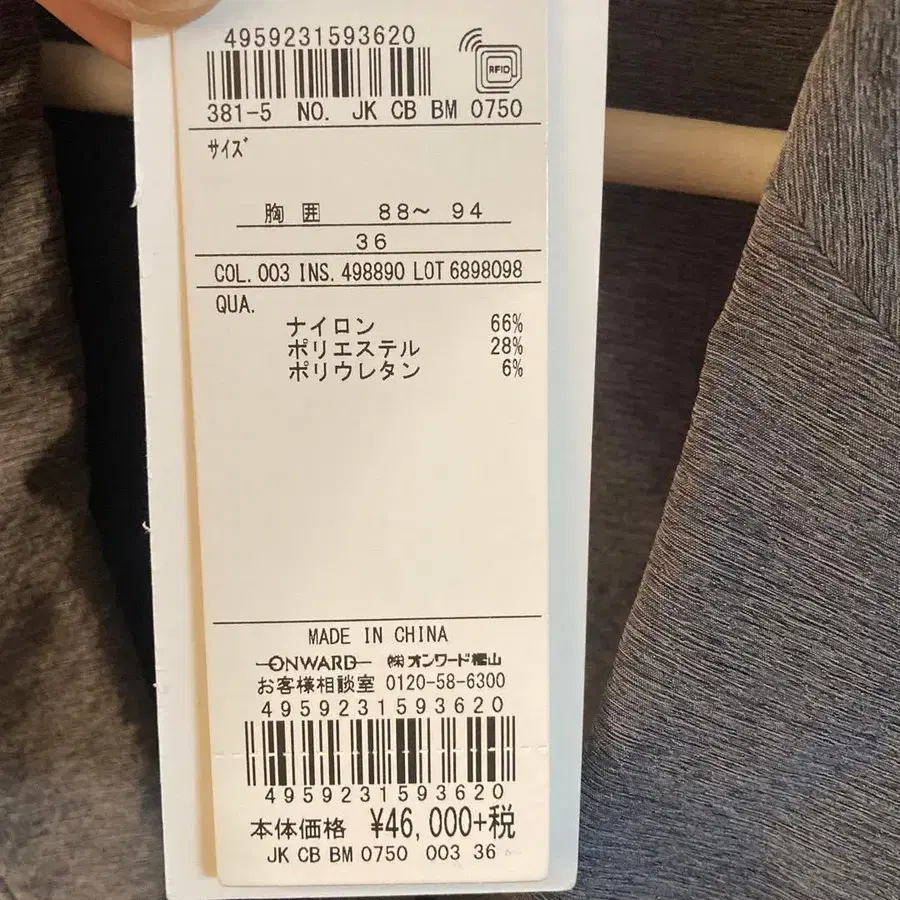 4959231593620
RFID
381-5 NO. JK CB BM 0750
サイズ
胸囲 88～ 94
36
COL. 003 INS. 498890 LOT 6898098
QUA.
ナイロン 66%
ポリエステル 28%
ポリウレタン 6%
MADE IN CHINA
ONWARD ㈱オンワード樫山
お客様相談室 0120-58-6300
4959231593620
4959231593620
本体価格 ¥46,000+税
JK CB BM 0750 003 36